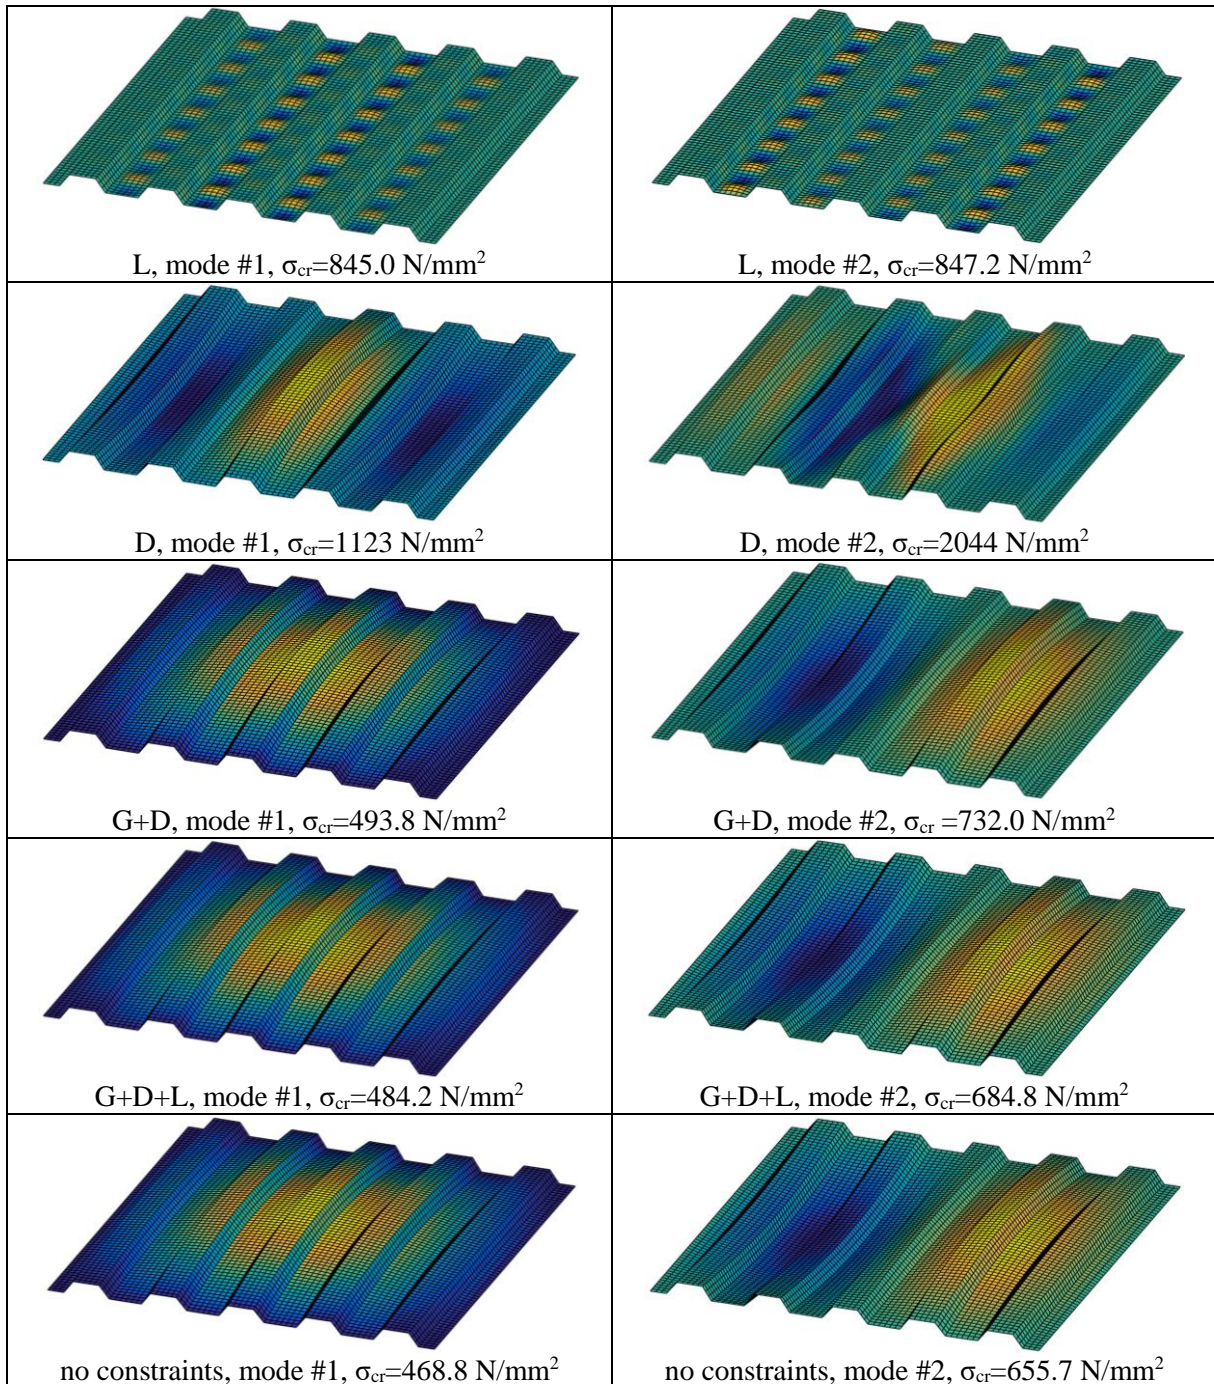 L, mode #1, σcr=845.0 N/mm²
L, mode #2, σcr=847.2 N/mm²
D, mode #1, σcr=1123 N/mm²
D, mode #2, σcr=2044 N/mm²
G+D, mode #1, σcr=493.8 N/mm²
G+D, mode #2, σcr =732.0 N/mm²
G+D+L, mode #1, σcr=484.2 N/mm²
G+D+L, mode #2, σcr=684.8 N/mm²
no constraints, mode #1, σcr=468.8 N/mm²
no constraints, mode #2, σcr=655.7 N/mm²